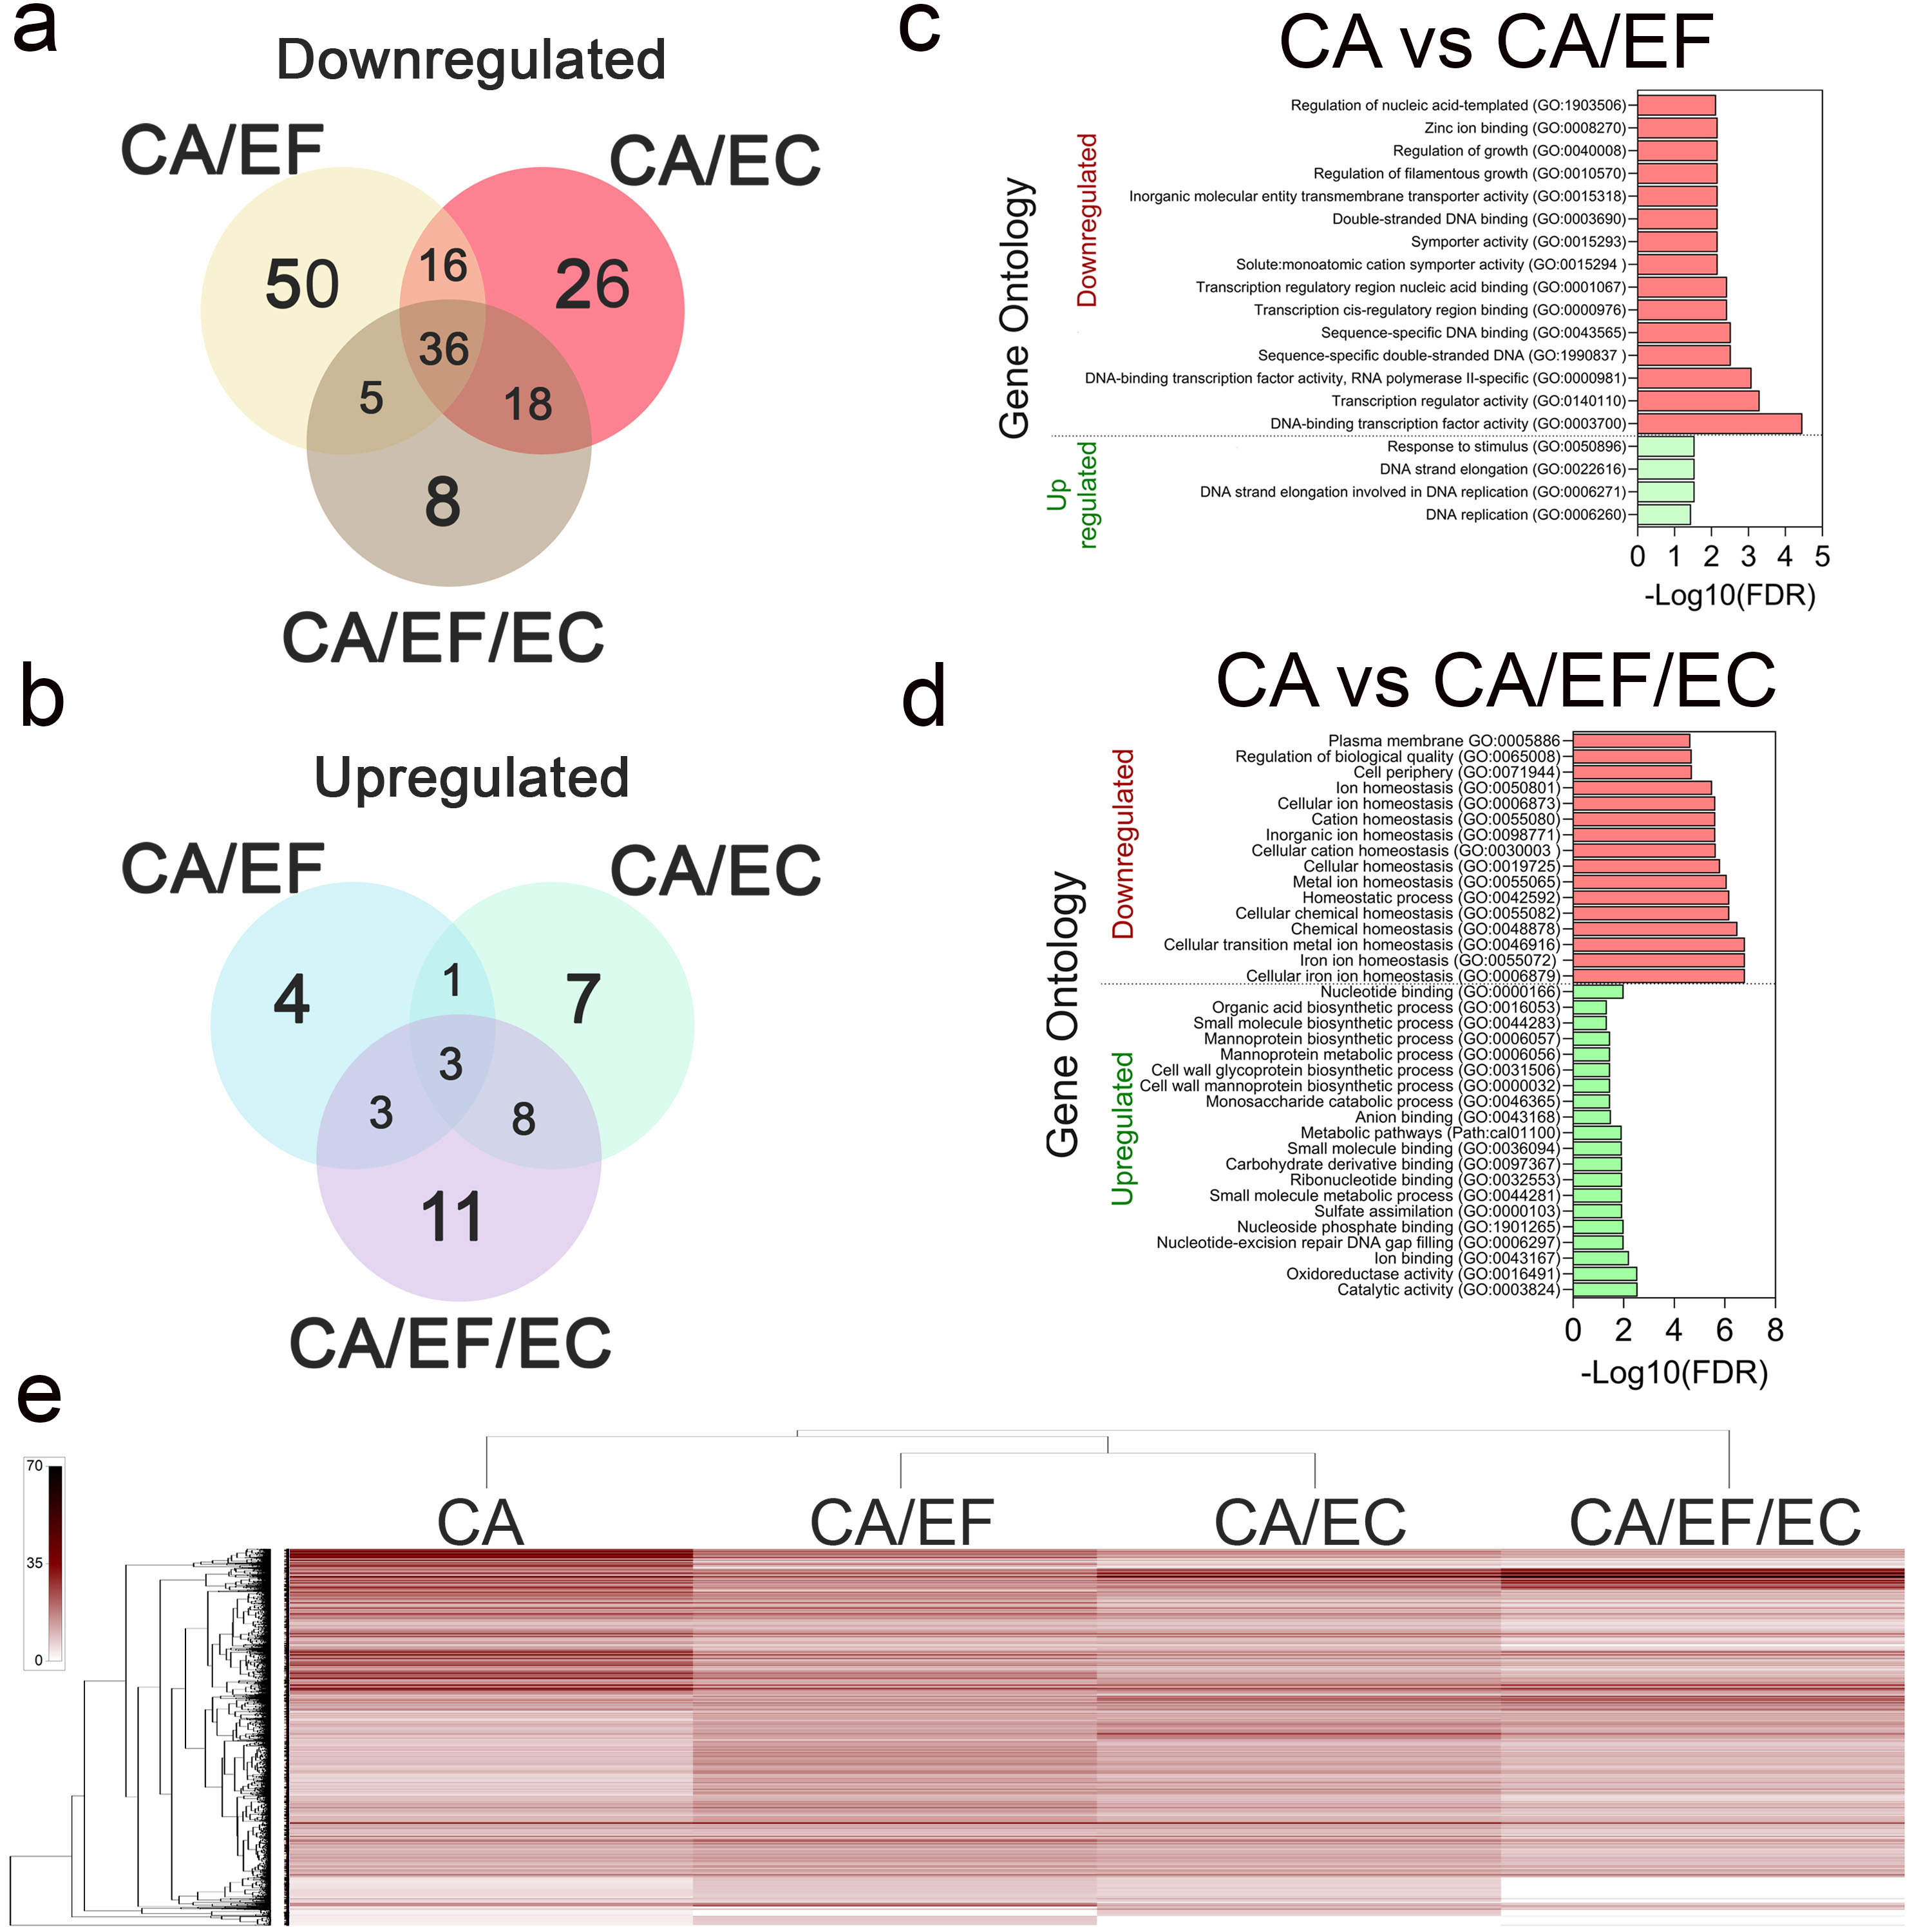 a
Downregulated
CA/EF
CA/EC
50
16
26
36
5
18
8
CA/EF/EC
b
Upregulated
CA/EF
CA/EC
4
1
7
3
3
8
11
CA/EF/EC
c
CA vs CA/EF
Gene Ontology
Downregulated
Up
regulated
Regulation of nucleic acid-templated (GO:1903506)
Zinc ion binding (GO:0008270)
Regulation of growth (GO:0040008)
Regulation of filamentous growth (GO:0010570)
Inorganic molecular entity transmembrane transporter activity (GO:0015318)
Double-stranded DNA binding (GO:0003690)
Symporter activity (GO:0015293)
Solute:monoatomic cation symporter activity (GO:0015294 )
Transcription regulatory region nucleic acid binding (GO:0001067)
Transcription cis-regulatory region binding (GO:0000976)
Sequence-specific DNA binding (GO:0043565)
Sequence-specific double-stranded DNA (GO:1990837 )
DNA-binding transcription factor activity, RNA polymerase II-specific (GO:0000981)
Transcription regulator activity (GO:0140110)
DNA-binding transcription factor activity (GO:0003700)
Response to stimulus (GO:0050896)
DNA strand elongation (GO:0022616)
DNA strand elongation involved in DNA replication (GO:0006271)
DNA replication (GO:0006260)
0 1 2 3 4 5
-Log10(FDR)
d
CA vs CA/EF/EC
Gene Ontology
Downregulated
Upregulated
Plasma membrane GO:0005886
Regulation of biological quality (GO:0065008)
Cell periphery (GO:0071944)
Ion homeostasis (GO:0050801)
Cellular ion homeostasis (GO:0006873)
Cation homeostasis (GO:0055080)
Inorganic ion homeostasis (GO:0098771)
Cellular cation homeostasis (GO:0030003 )
Cellular homeostasis (GO:0019725)
Metal ion homeostasis (GO:0055065)
Homeostatic process (GO:0042592)
Cellular chemical homeostasis (GO:0055082)
Chemical homeostasis (GO:0048878)
Cellular transition metal ion homeostasis (GO:0046916)
Iron ion homeostasis (GO:0055072)
Cellular iron ion homeostasis (GO:0006879)
Nucleotide binding (GO:0000166)
Organic acid biosynthetic process (GO:0016053)
Small molecule biosynthetic process (GO:0044283)
Mannoprotein biosynthetic process (GO:0006057)
Mannoprotein metabolic process (GO:0006056)
Cell wall glycoprotein biosynthetic process (GO:0031506)
Cell wall mannoprotein biosynthetic process (GO:0000032)
Monosaccharide catabolic process (GO:0046365)
Anion binding (GO:0043168)
Metabolic pathways (Path:cal01100)
Small molecule binding (GO:0036094)
Carbohydrate derivative binding (GO:0097367)
Ribonucleotide binding (GO:0032553)
Small molecule metabolic process (GO:0044281)
Sulfate assimilation (GO:0000103)
Nucleoside phosphate binding (GO:1901265)
Nucleotide-excision repair DNA gap filling (GO:0006297)
Ion binding (GO:0043167)
Oxidoreductase activity (GO:0016491)
Catalytic activity (GO:0003824)
0 2 4 6 8
-Log10(FDR)
e
70
35
0
CA
CA/EF
CA/EC
CA/EF/EC